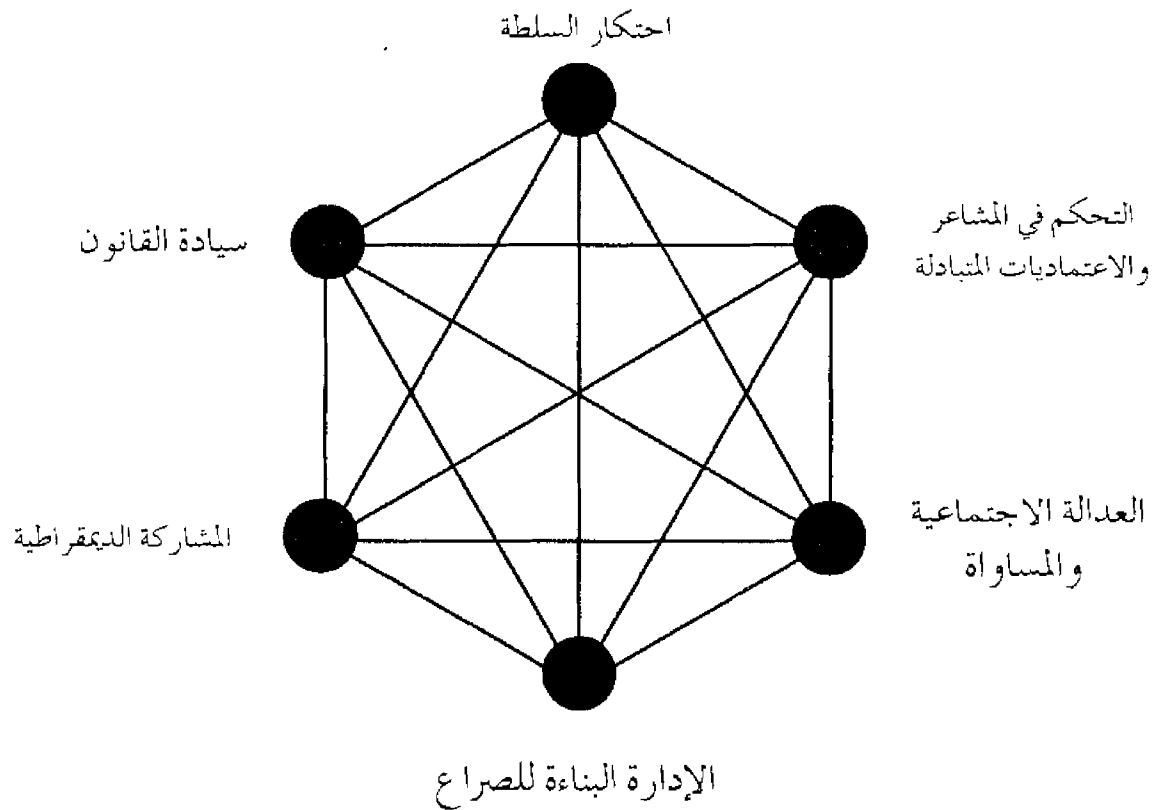 احتكار السلطة
التحكم في المشاعر
والاعتماديات المتبادلة
سيادة القانون
العدالة الاجتماعية
والمساواة
المشاركة الديمقراطية
الإدارة البناءة للصراع